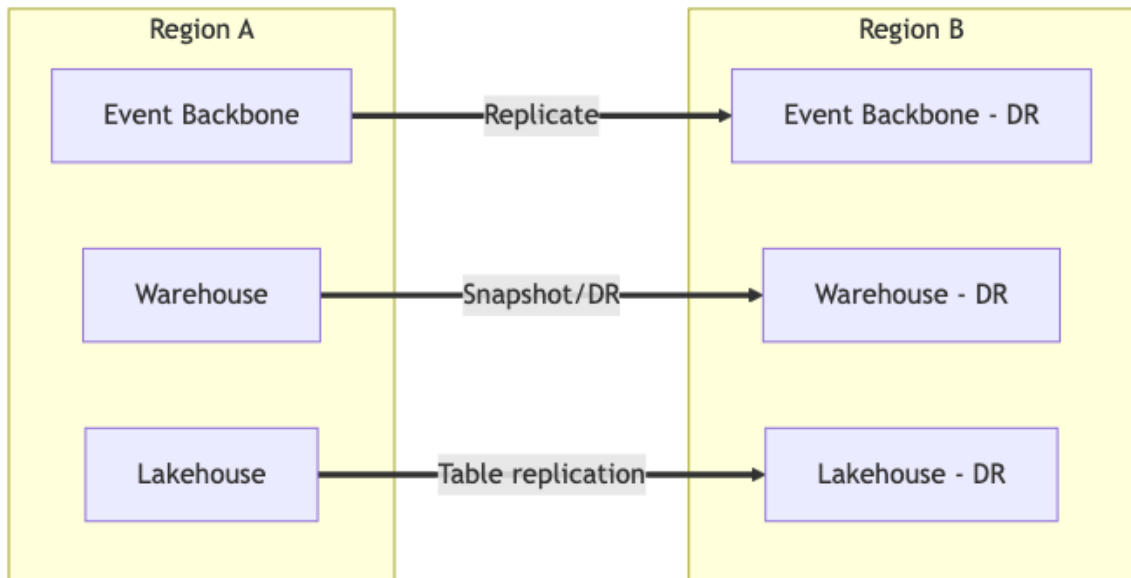 Region A
Region B
Event Backbone
Replicate
Event Backbone - DR
Warehouse
Snapshot/DR
Warehouse - DR
Lakehouse
Table replication
Lakehouse - DR